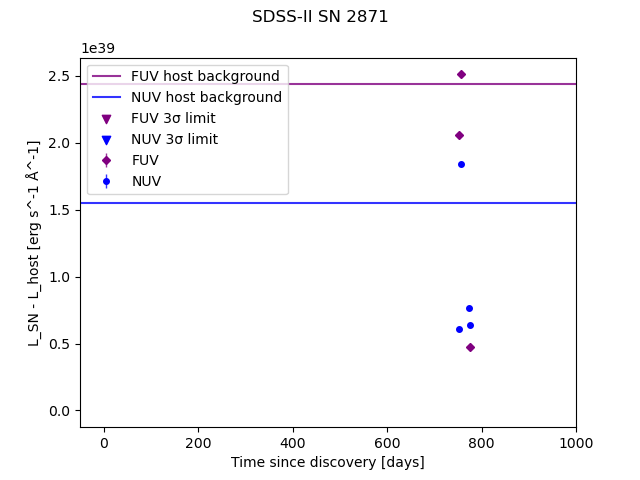 SDSS-II SN 2871
1e39
FUV host background
NUV host background
FUV 3σ limit
NUV 3σ limit
FUV
NUV
2.5
2.0
1.5
1.0
0.5
0.0
L_SN - L_host [erg s^-1 Å^-1]
0 200 400 600 800 1000
Time since discovery [days]